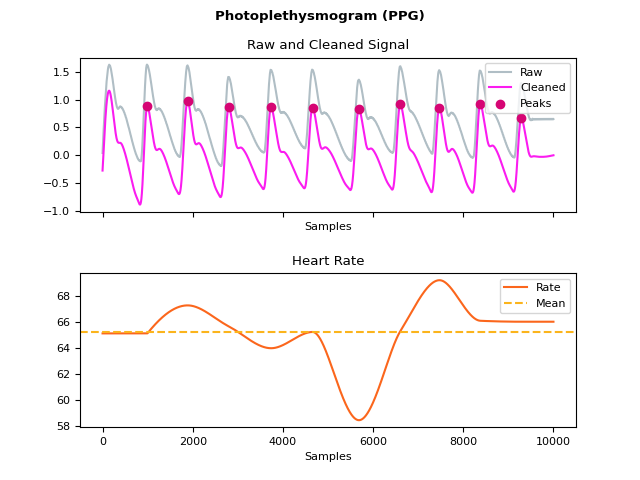 Photoplethysmogram (PPG)
Raw and Cleaned Signal
1.5
1.0
0.5
0.0
−0.5
−1.0
Raw
Cleaned
Peaks
Samples
Heart Rate
68
66
64
62
60
58
Rate
Mean
0 2000 4000 6000 8000 10000
Samples